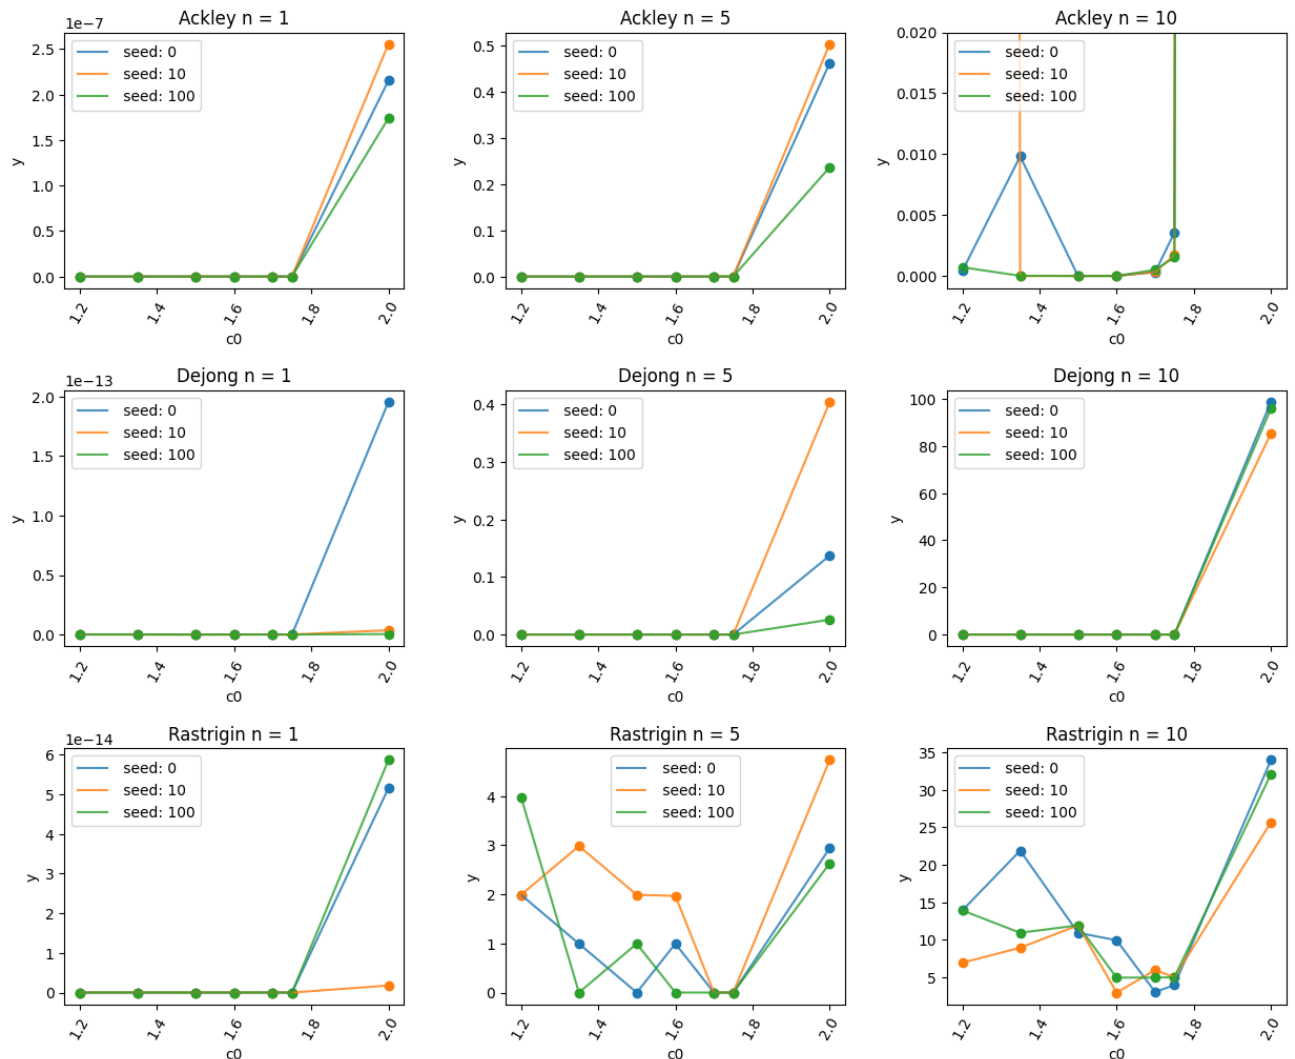 Ackley n = 1
1e−7
seed: 0
seed: 10
seed: 100
2.5
2.0
1.5
1.0
0.5
0.0
y
1.2
1.4
1.6
1.8
2.0
c0
Ackley n = 5
seed: 0
seed: 10
seed: 100
0.5
0.4
0.3
0.2
0.1
0.0
y
1.2
1.4
1.6
1.8
2.0
c0
Ackley n = 10
seed: 0
seed: 10
seed: 100
0.020
0.015
0.010
0.005
0.000
y
1.2
1.4
1.6
1.8
2.0
c0
Dejong n = 1
1e−13
seed: 0
seed: 10
seed: 100
2.0
1.5
1.0
0.5
0.0
y
1.2
1.4
1.6
1.8
2.0
c0
Dejong n = 5
seed: 0
seed: 10
seed: 100
0.4
0.3
0.2
0.1
0.0
y
1.2
1.4
1.6
1.8
2.0
c0
Dejong n = 10
seed: 0
seed: 10
seed: 100
100
80
60
40
20
0
y
1.2
1.4
1.6
1.8
2.0
c0
Rastrigin n = 1
1e−14
seed: 0
seed: 10
seed: 100
6
5
4
3
2
1
0
y
1.2
1.4
1.6
1.8
2.0
c0
Rastrigin n = 5
seed: 0
seed: 10
seed: 100
4
3
2
1
0
y
1.2
1.4
1.6
1.8
2.0
c0
Rastrigin n = 10
seed: 0
seed: 10
seed: 100
35
30
25
20
15
10
5
y
1.2
1.4
1.6
1.8
2.0
c0